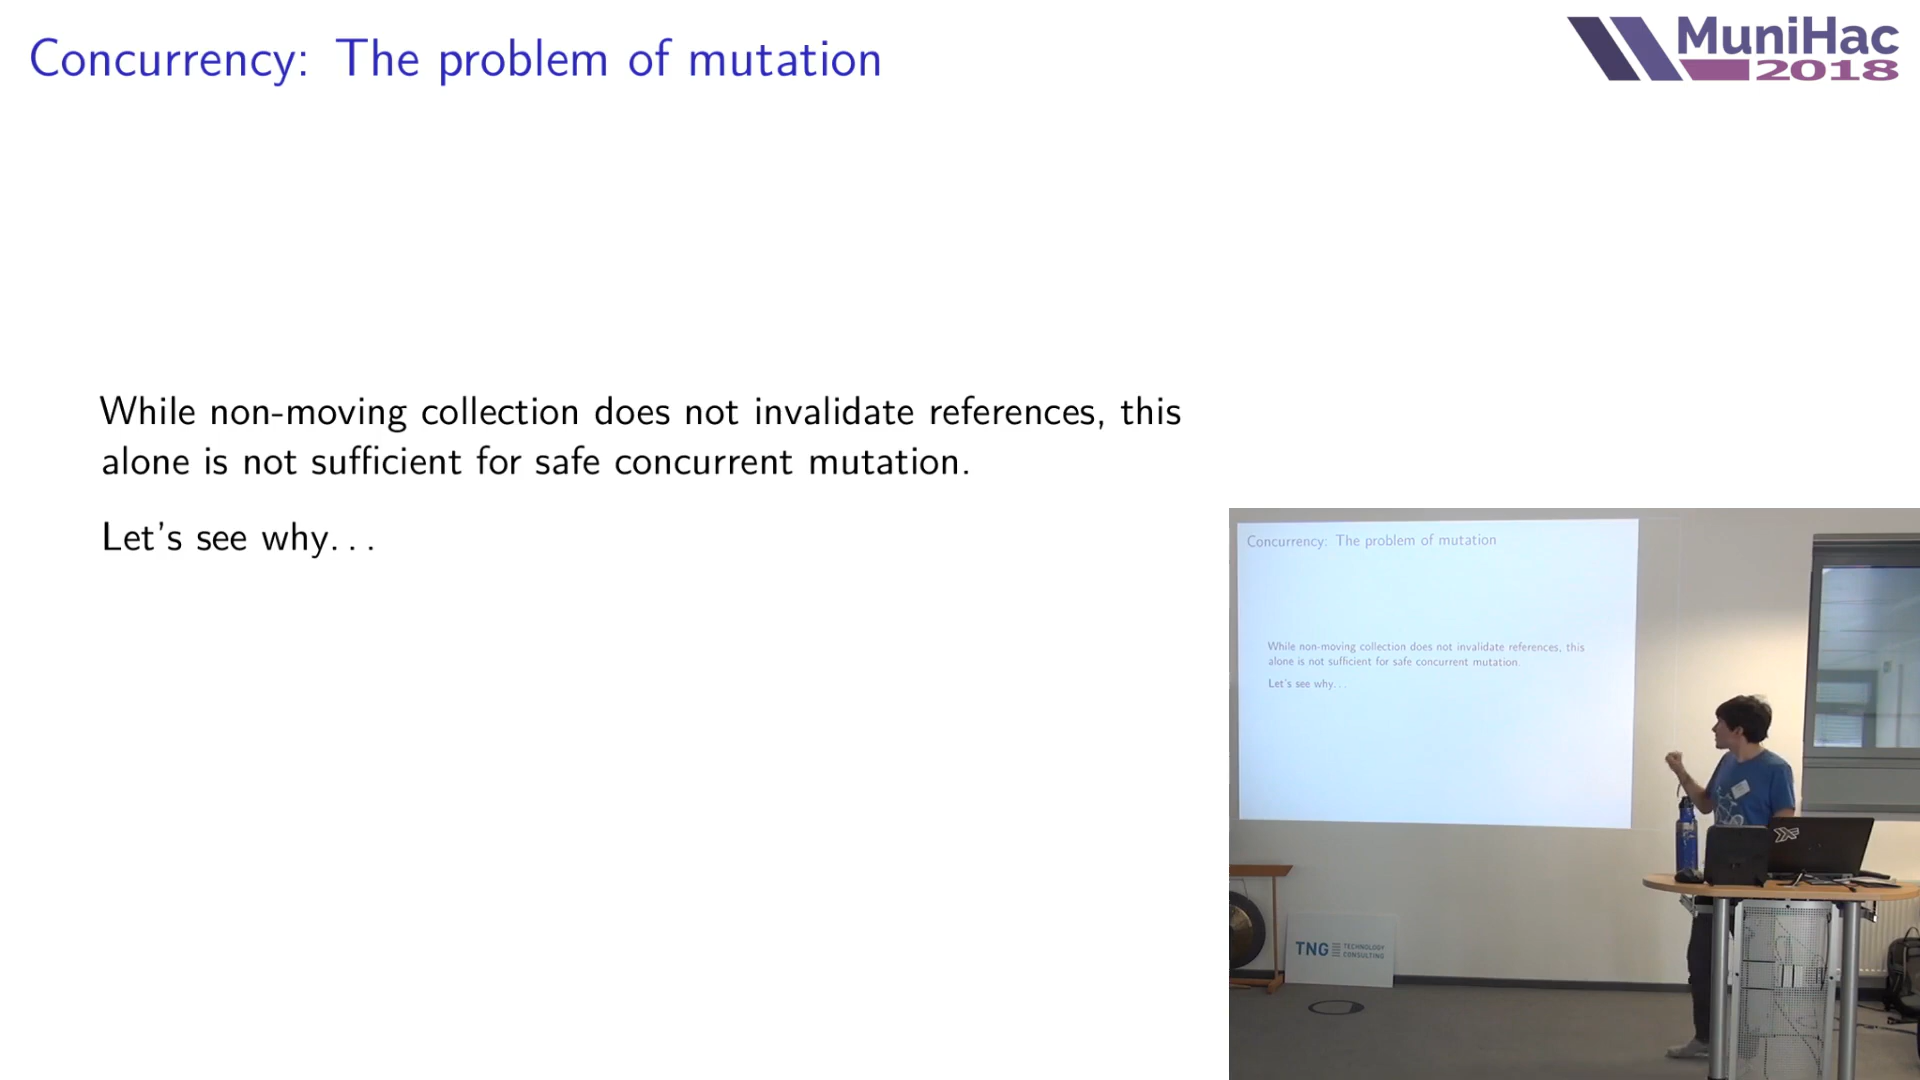 Concurrency: The problem of mutation
MuniHac
2018
While non-moving collection does not invalidate references, this
alone is not sufficient for safe concurrent mutation.
Let's see why...
Concurrency: The problem of mutation
While non-moving collection does not invalidate references, this
alone is not sufficient for safe concurrent mutation.
Let's see why...
TNG TECHNOLOGY
CONSULTING